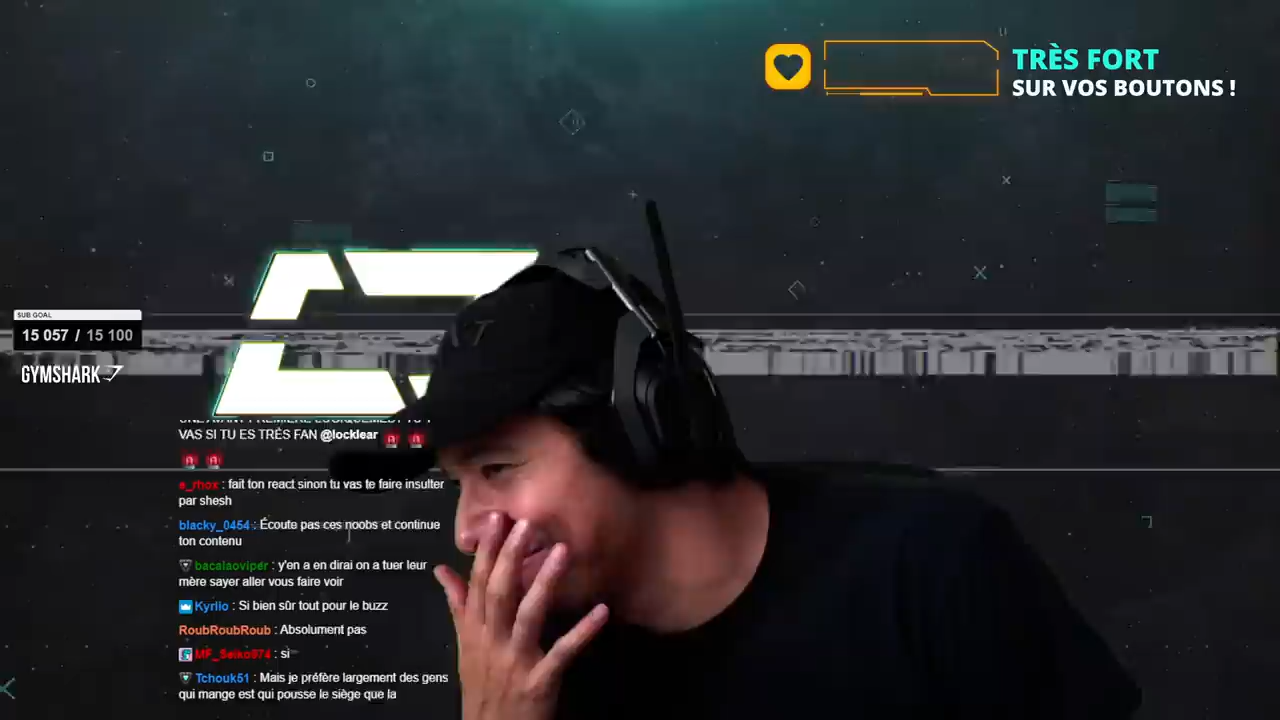 TRÈS FORT
SUR VOS BOUTONS !
SUB GOAL
15 057 / 15 100
GYMSHARK
VAS SI TU ES TRÈS FAN @locklear
e_rhox : fait ton react sinon tu vas te faire insulter
par shesh
blacky_0454 : Écoute pas ces noobs et continue
ton contenu
bacalaoviper : y'en a en dirai on a tuer leur
mère sayer aller vous faire voir
Kyrlio : Si bien sûr tout pour le buzz
RoubRoubRoub : Absolument pas
MF_Seiko974 : si
Tchouk51 : Mais je préfère largement des gens
qui mange est qui pousse le siège que la